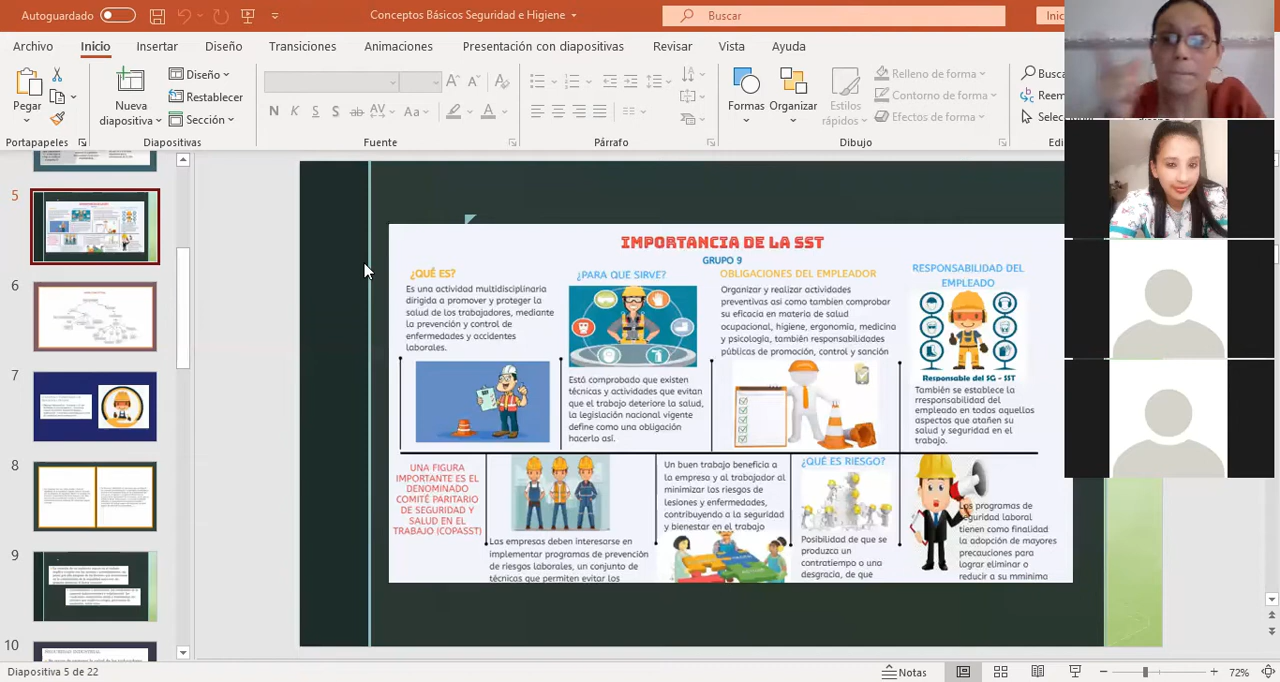 Autoguardado
Conceptos Básicos Seguridad e Higiene
Buscar
Archivo
Inicio
Insertar
Diseño
Transiciones
Animaciones
Presentación con diapositivas
Revisar
Vista
Ayuda
Pegar
Nueva
diapositiva
Diseño
Restablecer
Sección
Formas
Organizar
Estilos
rápidos
Relleno de forma
Contorno de forma
Efectos de forma
Portapapeles
Diapositivas
Fuente
Párrafo
Dibujo
5
6
7
8
9
10
IMPORTANCIA DE LA SST
GRUPO 9
¿QUÉ ES?
Es una actividad multidisciplinaria
dirigida a promover y proteger la
salud de los trabajadores, mediante
la prevención y control de
enfermedades y accidentes
laborales.
¿PARA QUE SIRVE?
Está comprobado que existen
técnicas y actividades que evitan
que el trabajo deteriore la salud,
la legislación nacional vigente
define como una obligación
hacerlo así.
OBLIGACIONES DEL EMPLEADOR
Organizar y realizar actividades
preventivas asi como tambien comprobar
su eficacia en materia de salud
ocupacional, higiene, ergonomía, medicina
y psicología, también responsabilidades
públicas de promoción, control y sanción
RESPONSABILIDAD DEL
EMPLEADO
Responsable del SG - SST
También se establece la
rresponsabilidad del
empleado en todos aquellos
aspectos que atañen su
salud y seguridad en el
trabajo.
UNA FIGURA
IMPORTANTE ES EL
DENOMINADO
COMITÉ PARITARIO
DE SEGURIDAD Y
SALUD EN EL
TRABAJO (COPASST)
Las empresas deben interesarse en
implementar programas de prevención
de riesgos laborales, un conjunto de
técnicas que permiten evitar los
Un buen trabajo beneficia a
la empresa y al trabajador al
minimizar los riesgos de
lesiones y enfermedades,
contribuyendo a la seguridad
y bienestar en el trabajo
¿QUÉ ES RIESGO?
Posibilidad de que se
produzca un
contratiempo o una
desgracia, de que
Los programas de
seguridad laboral
tienen como finalidad
la adopción de mayores
precauciones para
lograr eliminar o
reducir a su mminima
Diapositiva 5 de 22
Notas
72%